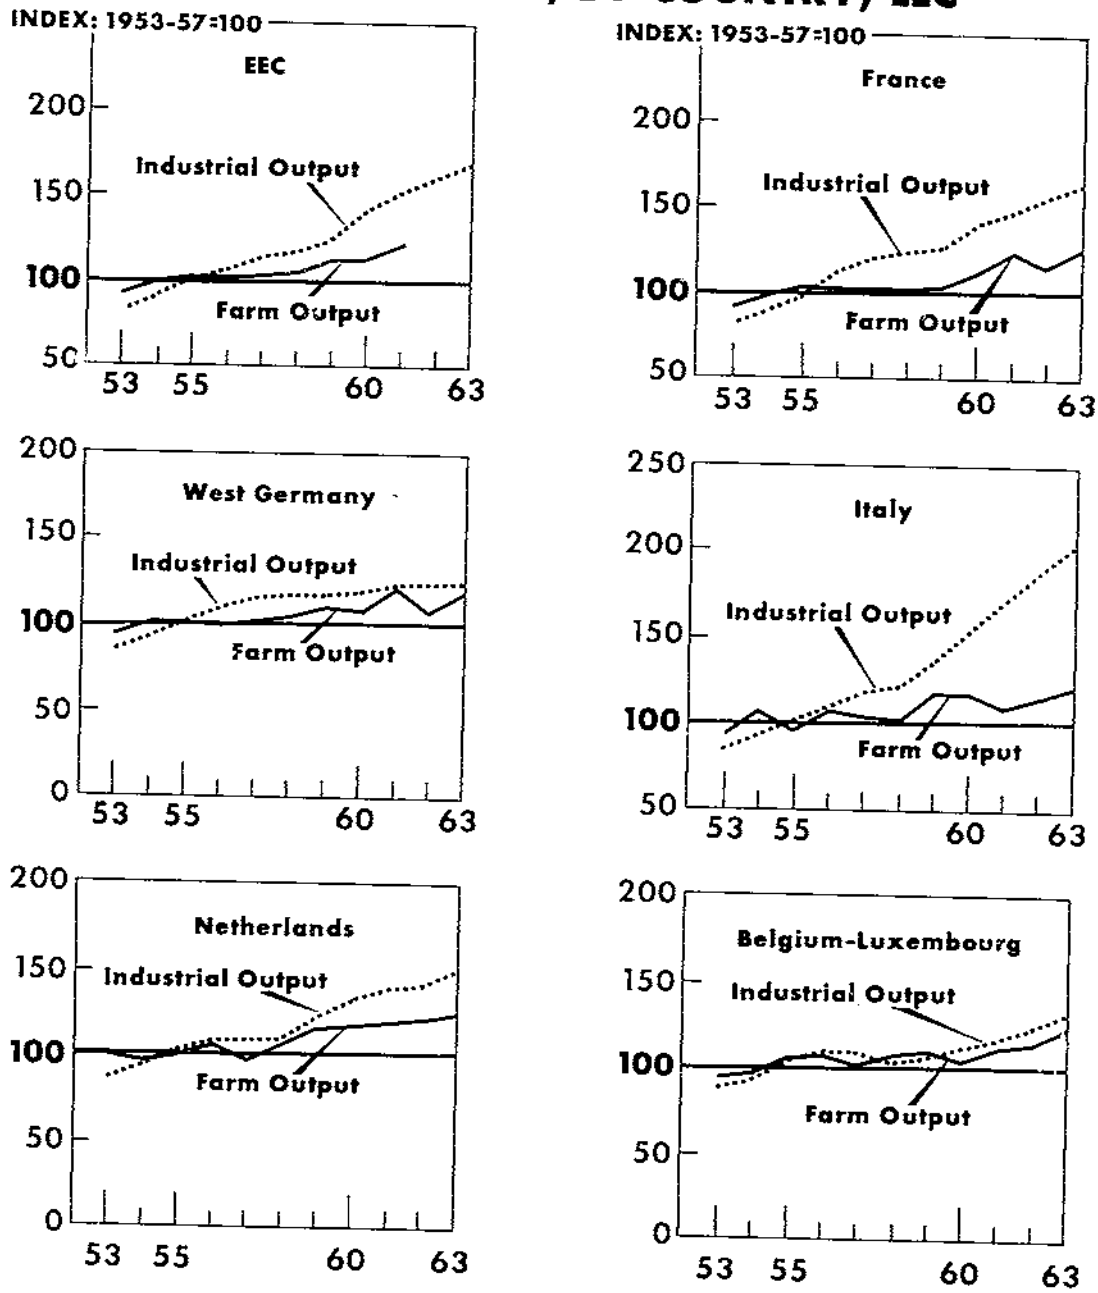 COUNTRY, EEC
INDEX: 1953-57=100
EEC
200
150
100
50
Industrial Output
Farm Output
53 55 60 63
INDEX: 1953-57=100
France
200
150
100
50
Industrial Output
Farm Output
53 55 60 63
200
150
100
50
0
West Germany
Industrial Output
Farm Output
53 55 60 63
250
200
150
100
50
Italy
Industrial Output
Farm Output
53 55 60 63
200
150
100
50
0
Netherlands
Industrial Output
Farm Output
53 55 60 63
200
150
100
50
0
Belgium-Luxembourg
Industrial Output
Farm Output
53 55 60 63